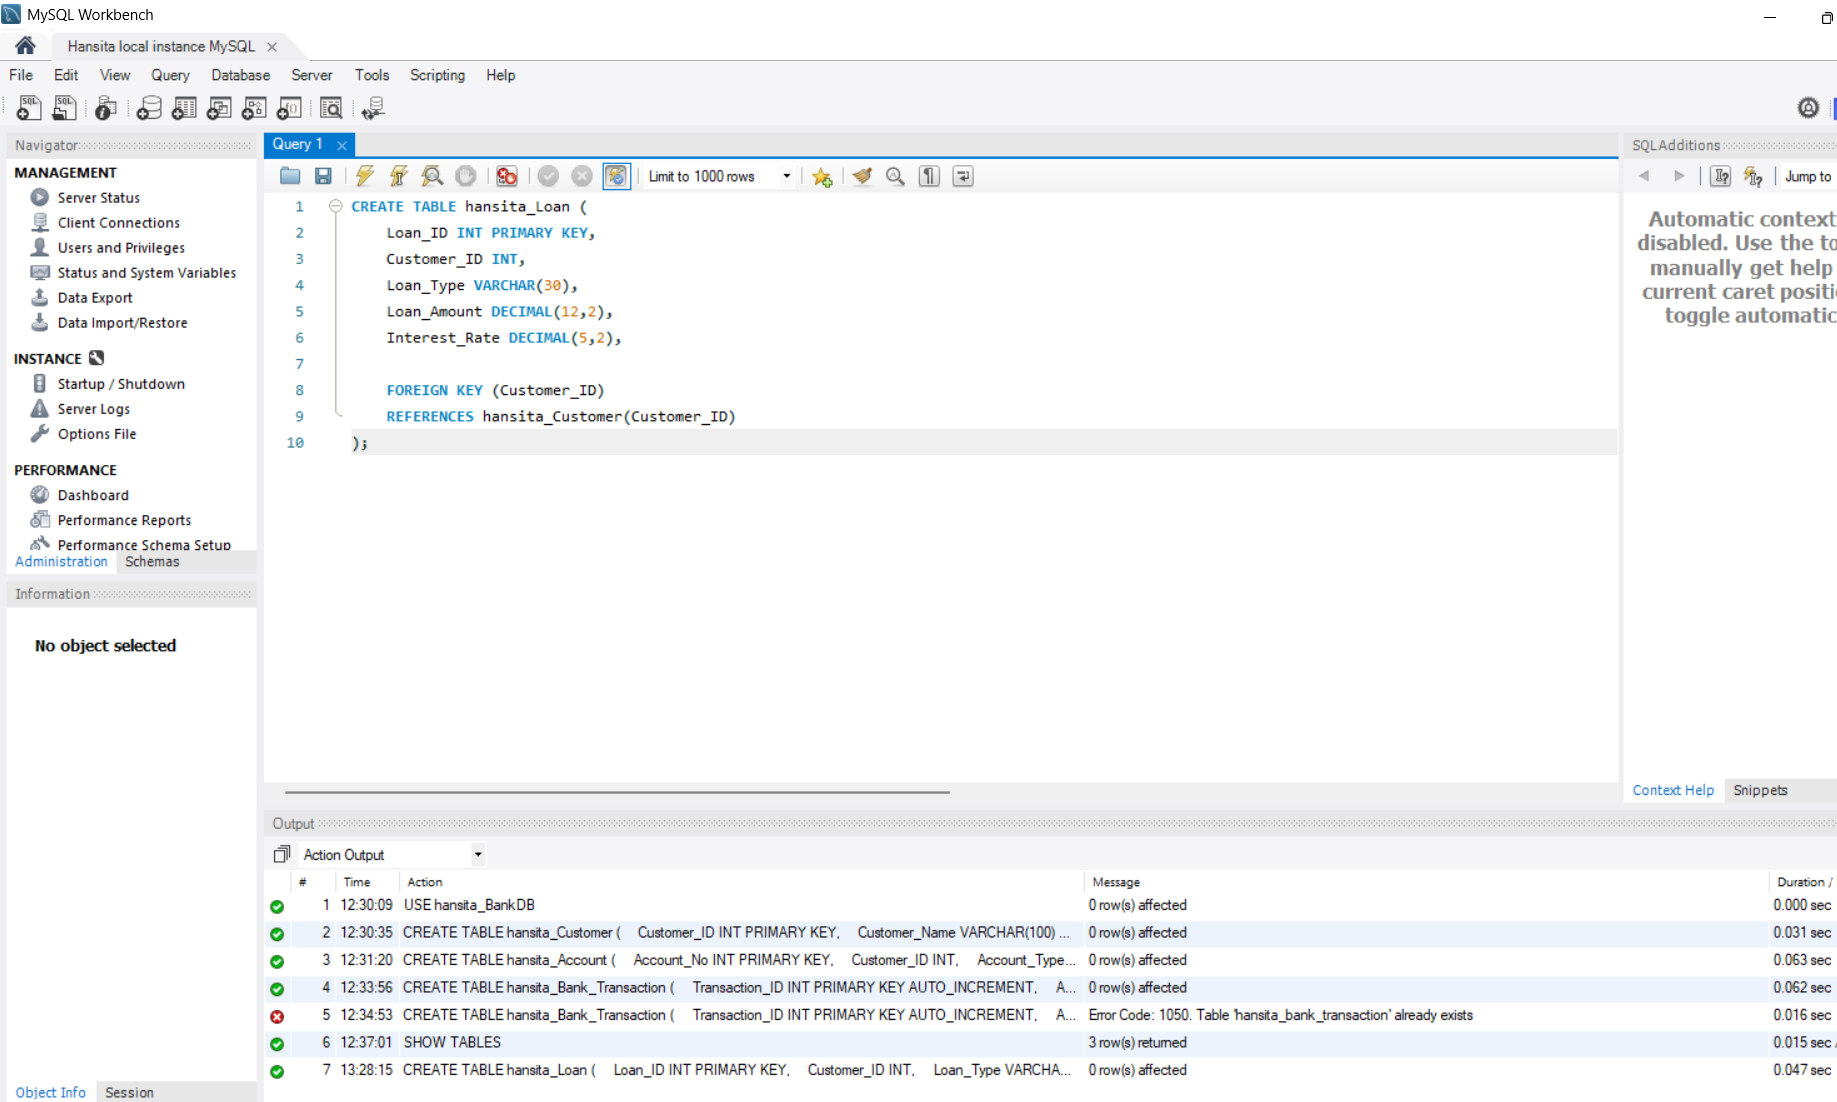 MySQL Workbench
Hansita local instance MySQL
File Edit View Query Database Server Tools Scripting Help
Navigator
MANAGEMENT
Server Status
Client Connections
Users and Privileges
Status and System Variables
Data Export
Data Import/Restore
INSTANCE
Startup / Shutdown
Server Logs
Options File
PERFORMANCE
Dashboard
Performance Reports
Performance Schema Setup
Administration Schemas
Information
No object selected
Object Info Session
Query 1
Limit to 1000 rows
1 CREATE TABLE hansita_Loan (
2 Loan_ID INT PRIMARY KEY,
3 Customer_ID INT,
4 Loan_Type VARCHAR(30),
5 Loan_Amount DECIMAL(12,2),
6 Interest_Rate DECIMAL(5,2),
7
8 FOREIGN KEY (Customer_ID)
9 REFERENCES hansita_Customer(Customer_ID)
10 );
SQLAdditions
Jump to
Automatic context
disabled. Use the to
manually get help
current caret positi
toggle automatic
Context Help Snippets
Output
Action Output
# Time Action Message Duration /
1 12:30:09 USE hansita_BankDB 0 row(s) affected 0.000 sec
2 12:30:35 CREATE TABLE hansita_Customer ( Customer_ID INT PRIMARY KEY, Customer_Name VARCHAR(100) ... 0 row(s) affected 0.031 sec
3 12:31:20 CREATE TABLE hansita_Account ( Account_No INT PRIMARY KEY, Customer_ID INT, Account_Type... 0 row(s) affected 0.063 sec
4 12:33:56 CREATE TABLE hansita_Bank_Transaction ( Transaction_ID INT PRIMARY KEY AUTO_INCREMENT, A... 0 row(s) affected 0.062 sec
5 12:34:53 CREATE TABLE hansita_Bank_Transaction ( Transaction_ID INT PRIMARY KEY AUTO_INCREMENT, A... Error Code: 1050. Table 'hansita_bank_transaction' already exists 0.016 sec
6 12:37:01 SHOW TABLES 3 row(s) returned 0.015 sec /
7 13:28:15 CREATE TABLE hansita_Loan ( Loan_ID INT PRIMARY KEY, Customer_ID INT, Loan_Type VARCHA... 0 row(s) affected 0.047 sec